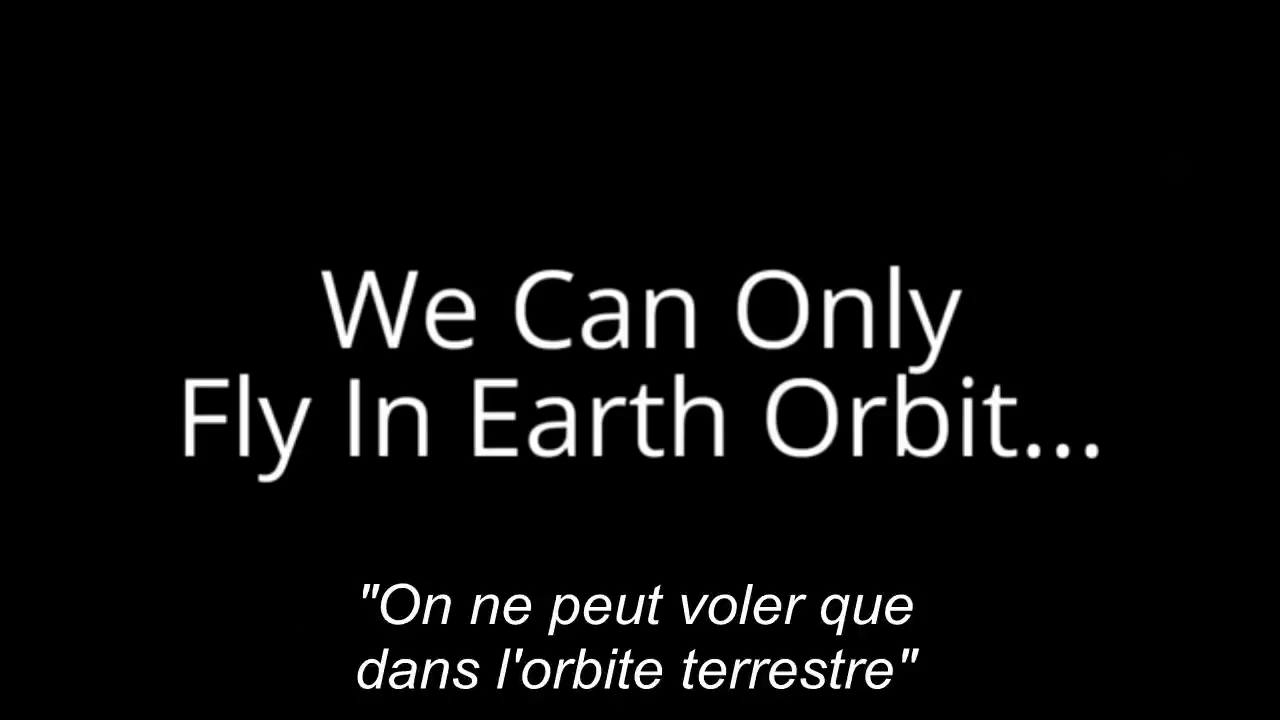 We Can Only
Fly In Earth Orbit...
"On ne peut voler que
dans l'orbite terrestre"